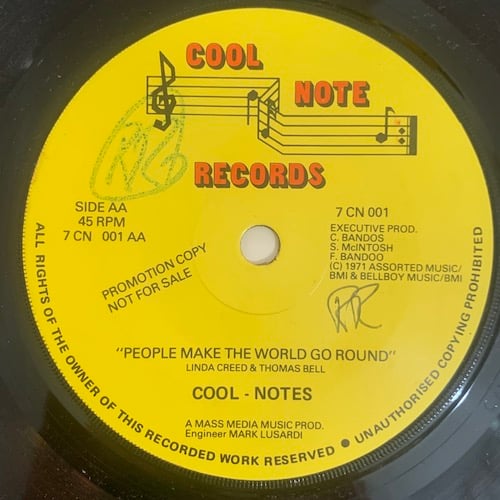 COOL
NOTE
RECORDS
SIDE AA
45 RPM
7 CN 001 AA
7 CN 001
EXECUTIVE PROD.
C. BANDOS
S. McINTOSH
F. BANDOO
(C) 1971 ASSORTED MUSIC/
BMI & BELLBOY MUSIC/BMI
PROMOTION COPY
NOT FOR SALE
RR
"PEOPLE MAKE THE WORLD GO ROUND"
LINDA CREED & THOMAS BELL
COOL - NOTES
A MASS MEDIA MUSIC PROD.
Engineer MARK LUSARDI
ALL RIGHTS OF THE OWNER OF THIS RECORDED WORK RESERVED ● UNAUTHORISED COPYING PROHIBITED